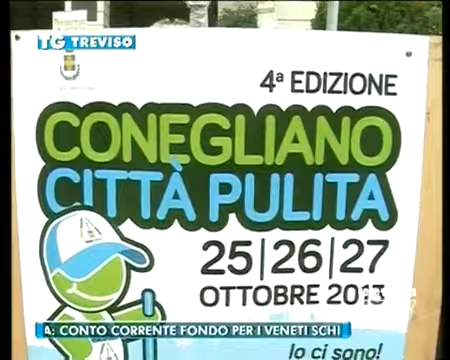 TG TREVISO
4ª EDIZIONE
CONEGLIANO
CITTÀ PULITA
25|26|27
OTTOBRE 2013
A: CONTO CORRENTE FONDO PER I VENETI SCHI
Io ci sono!